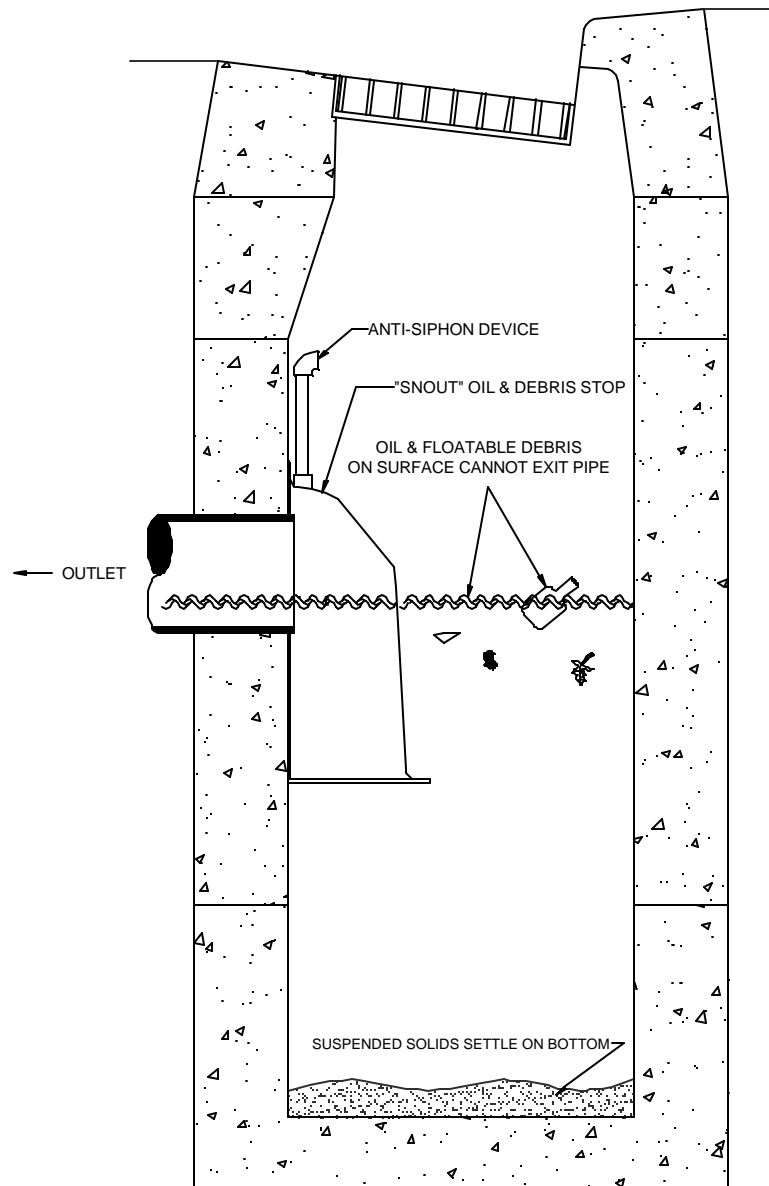 ANTI-SIPHON DEVICE
"SNOUT" OIL & DEBRIS STOP
OIL & FLOATABLE DEBRIS
ON SURFACE CANNOT EXIT PIPE
OUTLET
SUSPENDED SOLIDS SETTLE ON BOTTOM